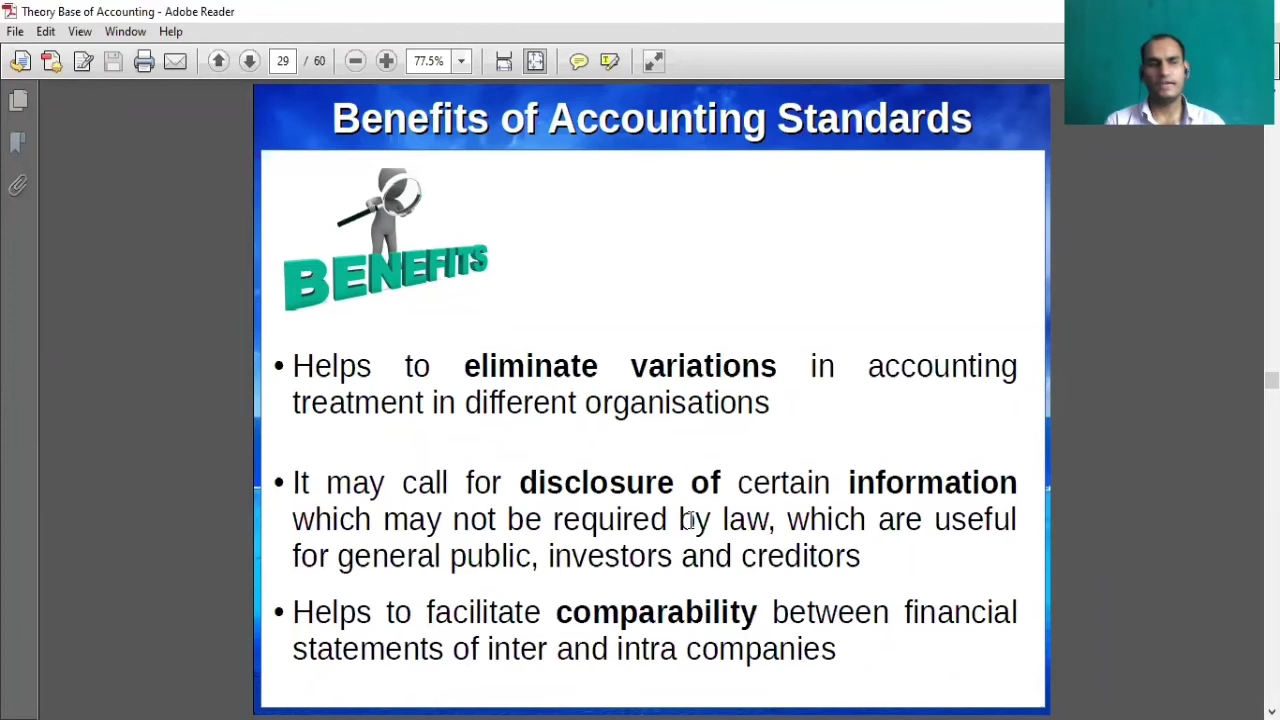 Theory Base of Accounting - Adobe Reader
File Edit View Window Help
29 / 60 77.5%
Benefits of Accounting Standards
BENEFITS
• Helps to eliminate variations in accounting
treatment in different organisations
• It may call for disclosure of certain information
which may not be required by law, which are useful
for general public, investors and creditors
• Helps to facilitate comparability between financial
statements of inter and intra companies